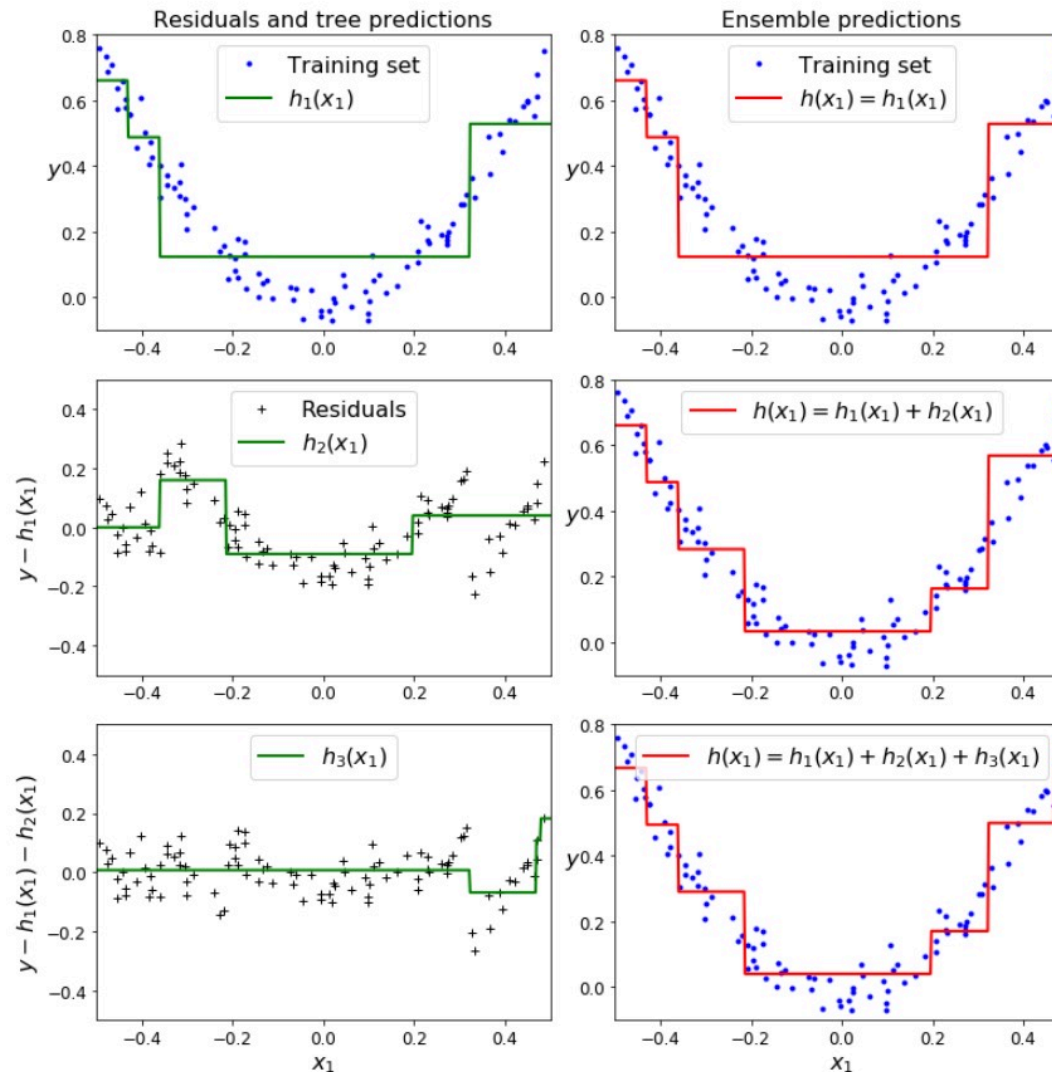 Residuals and tree predictions
Ensemble predictions
0.8
0.6
0.4
0.2
0.0
y
Training set
h₁(x₁)
−0.4 −0.2 0.0 0.2 0.4
0.8
0.6
0.4
0.2
0.0
y
Training set
h(x₁) = h₁(x₁)
−0.4 −0.2 0.0 0.2 0.4
0.4
0.2
0.0
−0.2
−0.4
y − h₁(x₁)
Residuals
h₂(x₁)
−0.4 −0.2 0.0 0.2 0.4
0.8
0.6
0.4
0.2
0.0
y
h(x₁) = h₁(x₁) + h₂(x₁)
−0.4 −0.2 0.0 0.2 0.4
0.4
0.2
0.0
−0.2
−0.4
y − h₁(x₁) − h₂(x₁)
h₃(x₁)
−0.4 −0.2 0.0 0.2 0.4
x₁
0.8
0.6
0.4
0.2
0.0
y
h(x₁) = h₁(x₁) + h₂(x₁) + h₃(x₁)
−0.4 −0.2 0.0 0.2 0.4
x₁